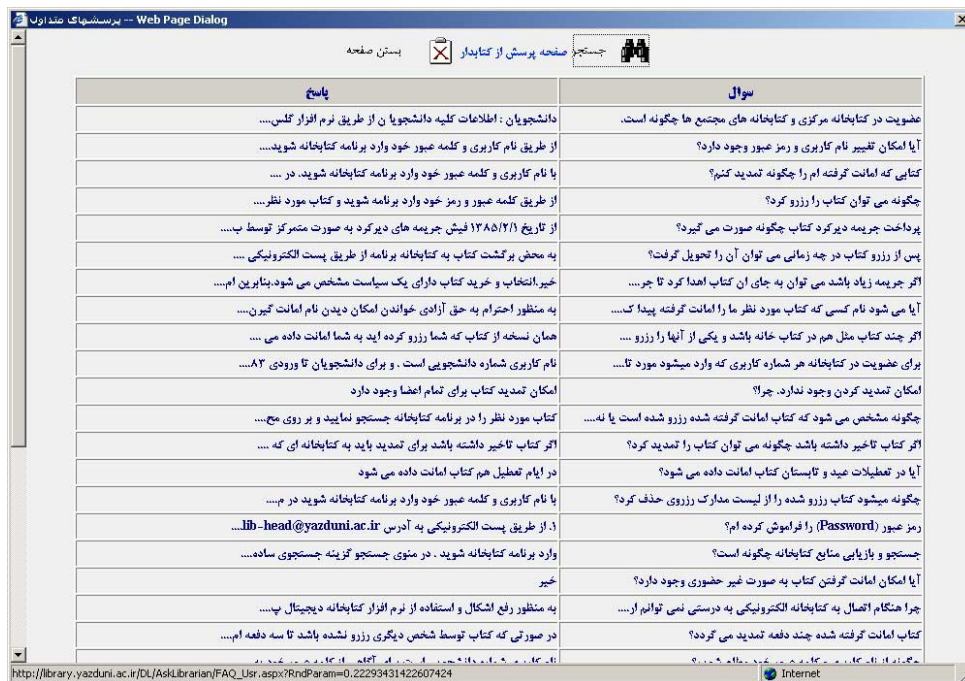 پرسشهای متداول -- Web Page Dialog
جستجو صفحه پرسش از کتابدار بستن صفحه
سوال پاسخ
عضویت در کتابخانه مرکزی و کتابخانه های مجتمع ها چگونه است. دانشجویان : اطلاعات کلیه دانشجویا ن از طریق نرم افزار گلس....
آیا امکان تغییر نام کاربری و رمز عبور وجود دارد؟ از طریق نام کاربری و کلمه عبور خود وارد برنامه کتابخانه شوید....
کتابی که امانت گرفته ام را چگونه تمدید کنم؟ با نام کاربری و کلمه عبور خود وارد برنامه کتابخانه شوید. در ....
چگونه می توان کتاب را رزرو کرد؟ از طریق کلمه عبور و رمز خود وارد برنامه شوید و کتاب مورد نظر....
پرداخت جریمه دیرکرد کتاب چگونه صورت می گیرد؟ از تاریخ ۱۳۸۵/۲/۱ فیش جریمه های دیرکرد به صورت متمرکز توسط ب....
پس از رزرو کتاب در چه زمانی می توان آن را تحویل گرفت؟ به محض برگشت کتاب به کتابخانه برنامه از طریق پست الکترونیکی ....
اگر جریمه زیاد باشد می توان به جای ان کتاب اهدا کرد تا جر.... خیر.انتخاب و خرید کتاب دارای یک سیاست مشخص می شود.بنابرین ام....
آیا می شود نام کسی که کتاب مورد نظر ما را امانت گرفته پیدا ک.... به منظور احترام به حق آزادی خواندن امکان دیدن نام امانت گیرن....
اگر چند کتاب مثل هم در کتاب خانه باشد و یکی از آنها را رزرو .... همان نسخه از کتاب که شما رزرو کرده اید به شما امانت داده می ....
برای عضویت در کتابخانه هر شماره کاربری که وارد میشود مورد تا.... نام کاربری شماره دانشجویی است . و برای دانشجویان تا ورودی ۸۳....
امکان تمدید کردن وجود ندارد. چرا؟ امکان تمدید کتاب برای تمام اعضا وجود دارد
چگونه مشخص می شود که کتاب امانت گرفته شده رزرو شده است یا نه.... کتاب مورد نظر را در برنامه کتابخانه جستجو نمایید و بر روی مح....
اگر کتاب تاخیر داشته باشد چگونه می توان کتاب را تمدید کرد؟ اگر کتاب تاخیر داشته باشد برای تمدید باید به کتابخانه ای که ....
آیا در تعطیلات عید و تابستان کتاب امانت داده می شود؟ در ایام تعطیل هم کتاب امانت داده می شود
چگونه میشود کتاب رزرو شده را از لیست مدارک رزروی حذف کرد؟ با نام کاربری و کلمه عبور خود وارد برنامه کتابخانه شوید در م....
رمز عبور (Password) را فراموش کرده ام؟ ۱. از طریق پست الکترونیکی به آدرس lib-head@yazduni.ac.ir....
جستجو و بازیابی منابع کتابخانه چگونه است؟ وارد برنامه کتابخانه شوید . در منوی جستجو گزینه جستجوی ساده....
آیا امکان امانت گرفتن کتاب به صورت غیر حضوری وجود دارد؟ خیر
چرا هنگام اتصال به کتابخانه الکترونیکی به درستی نمی توانم از.... به منظور رفع اشکال و استفاده از نرم افزار کتابخانه دیجیتال پ....
کتاب امانت گرفته شده چند دفعه تمدید می گردد؟ در صورتی که کتاب توسط شخص دیگری رزرو نشده باشد تا سه دفعه ام....
http://library.yazduni.ac.ir/DL/AskLibrarian/FAQ_Usr.aspx?RndParam=0.22293431422607424 Internet